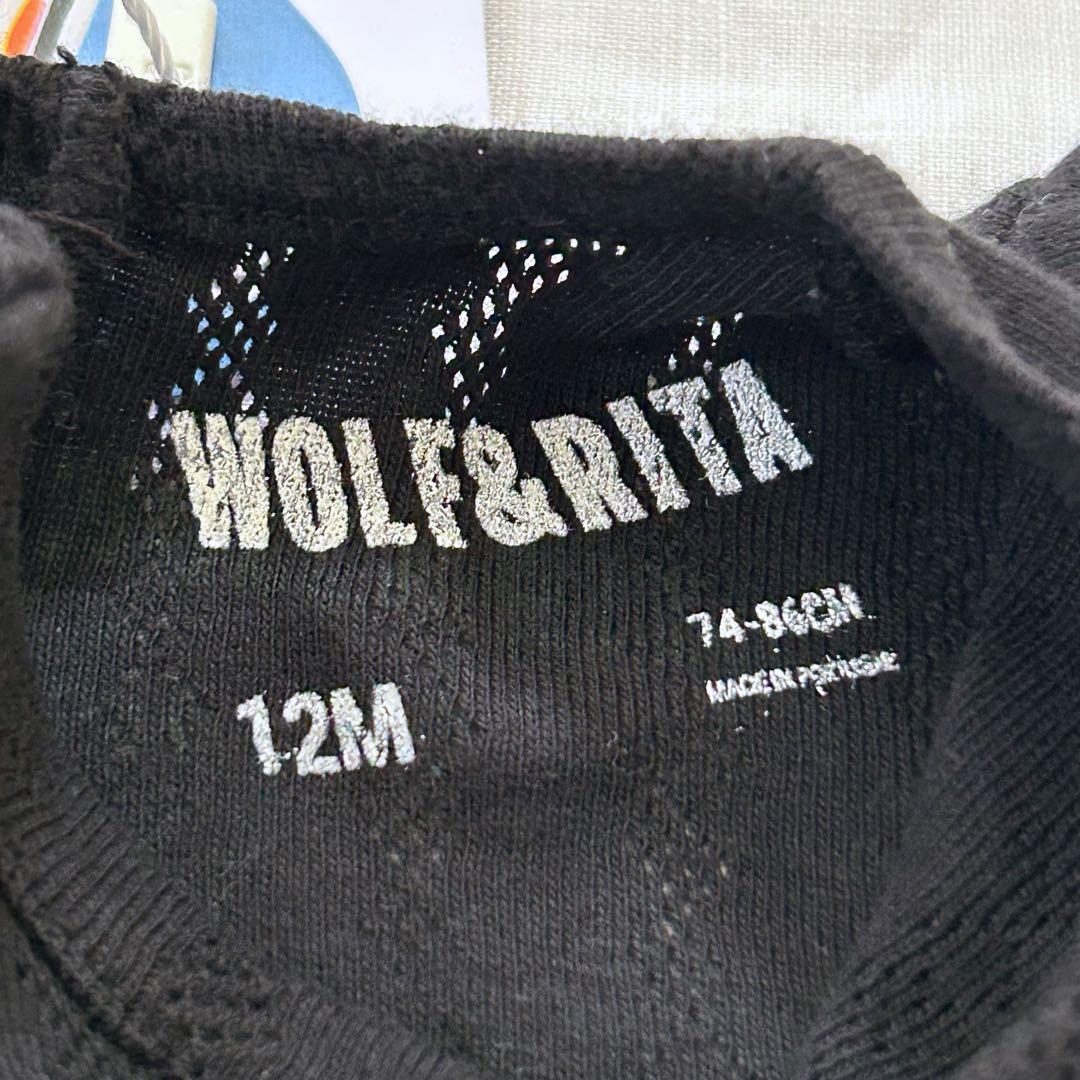 WOLF&RITA
74-86CM
MADE IN PORTUGAL
12M